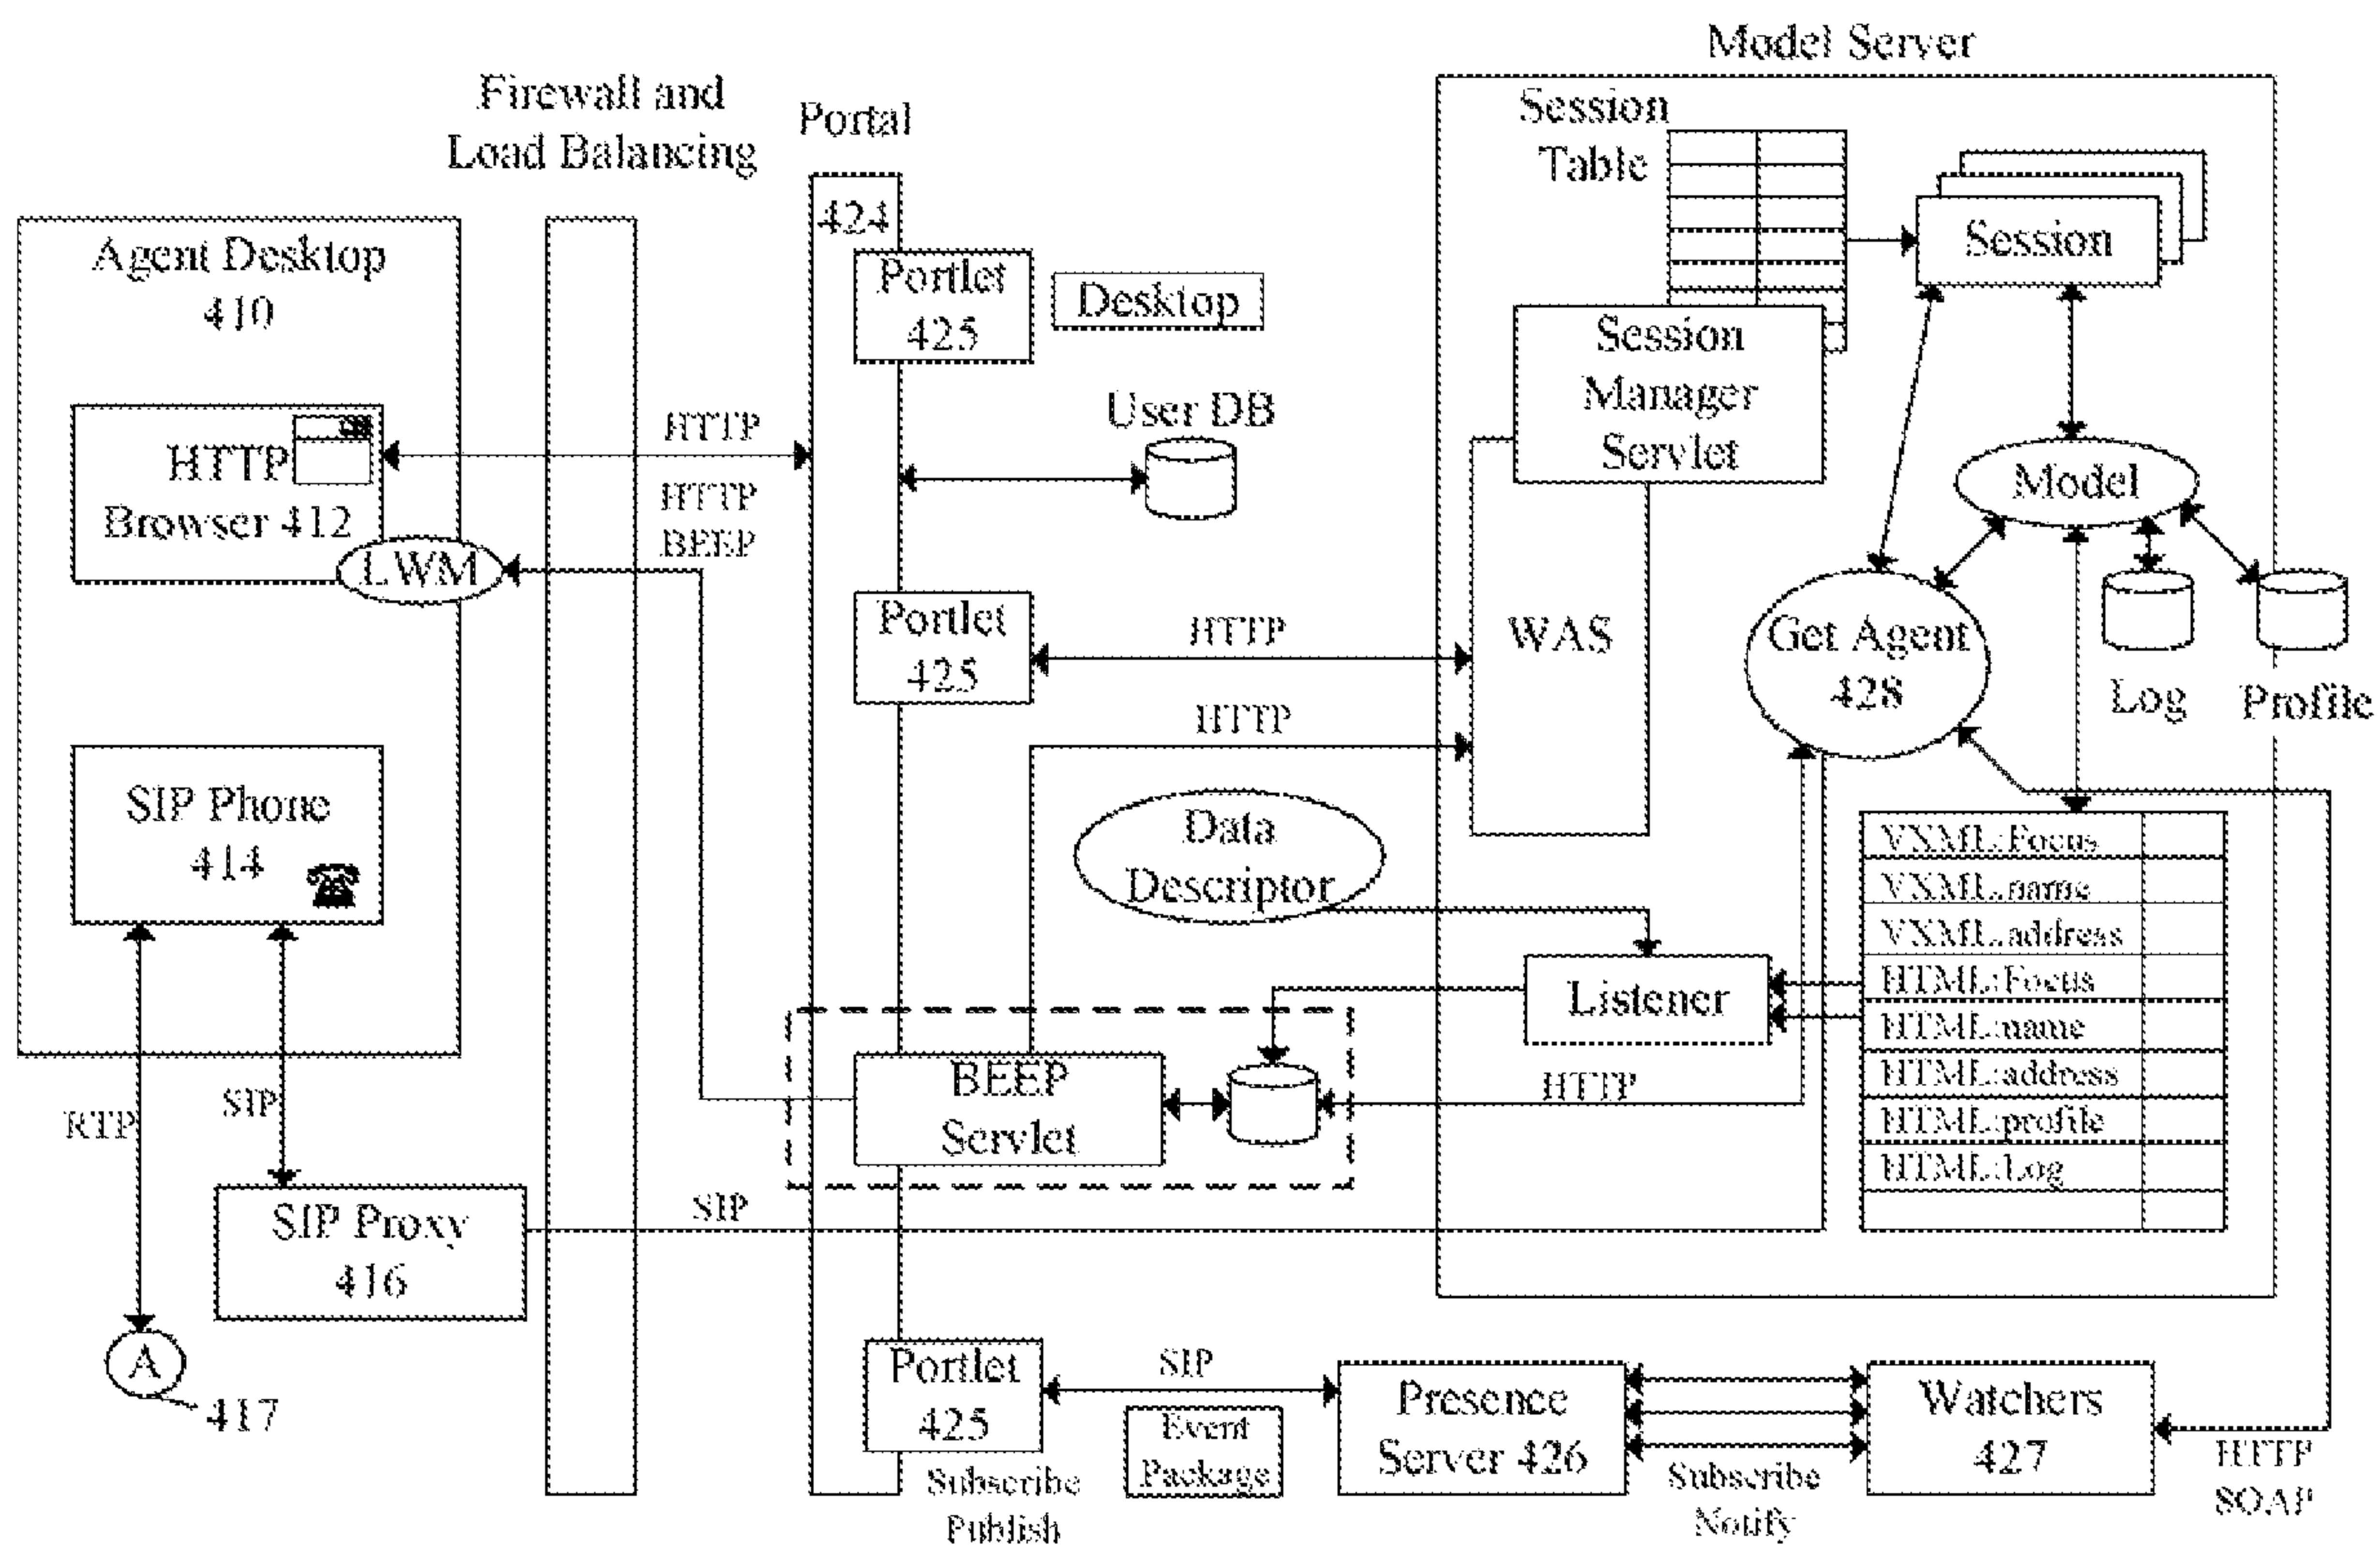 Model Server
Firewall and
Load Balancing
Portal
Session
Table
424
Agent Desktop
410
Portlet
425
Desktop
Session
Session
Manager
Servlet
HTTP
Browser 412
LWM
HTTP
HTTP
BEEP
User DB
Model
Portlet
425
HTTP
WAS
Get Agent
428
Log
Profile
HTTP
SIP Phone
414
Data
Descriptor
VXML:Focus
VXML.name
VXML.address
HTML:Focus
HTML:name
HTML:address
HTML:profile
HTML:Log
Listener
BEEP
Servlet
HTTP
RTP
SIP
SIP Proxy
416
SIP
A
417
Portlet
425
Subscribe
Publish
SIP
Event
Package
Presence
Server 426
Subscribe
Notify
Watchers
427
HTTP
SOAP